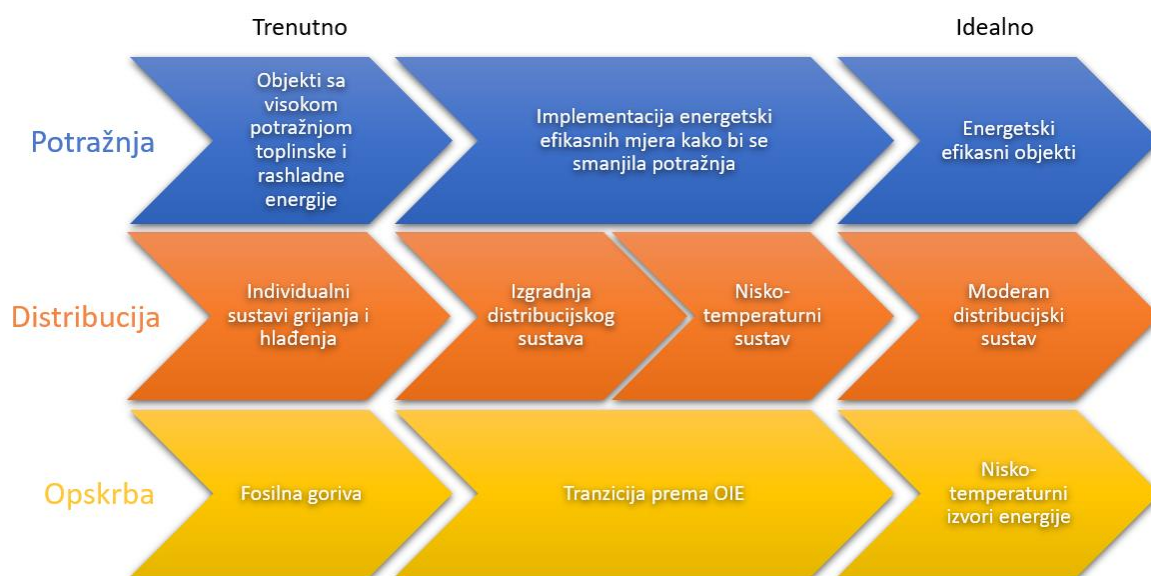 Trenutno
Idealno
Potražnja
Objekti sa
visokom
potražnjom
toplinske i
rashladne
energije
Implementacija energetski
efikasnih mjera kako bi se
smanjila potražnja
Energetski
efikasni objekti
Distribucija
Individualni
sustavi grijanja i
hlađenja
Izgradnja
distribucijskog
sustava
Nisko-
temperaturni
sustav
Moderan
distribucijski
sustav
Opskrba
Fosilna goriva
Tranzicija prema OIE
Nisko-
temperaturni
izvori energije